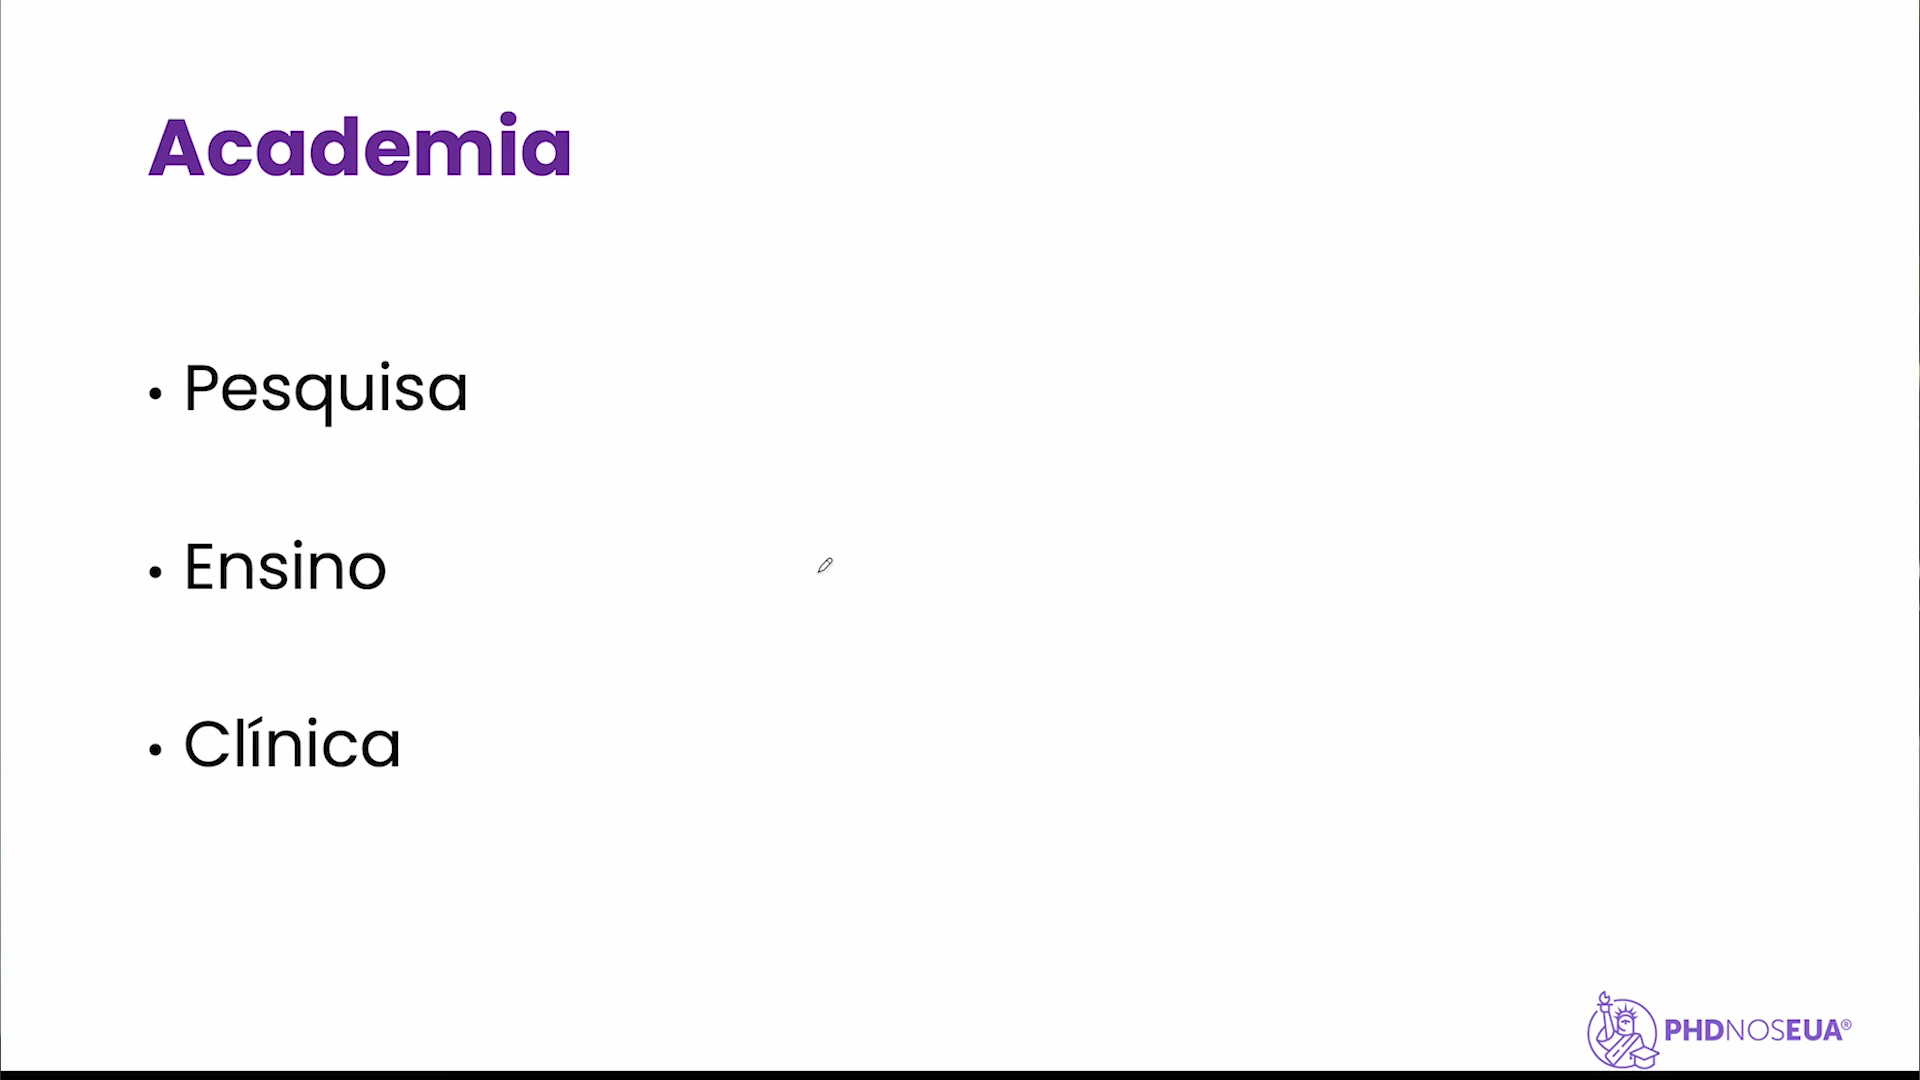 Academia
• Pesquisa
• Ensino
• Clínica
PHDNOSEUA®